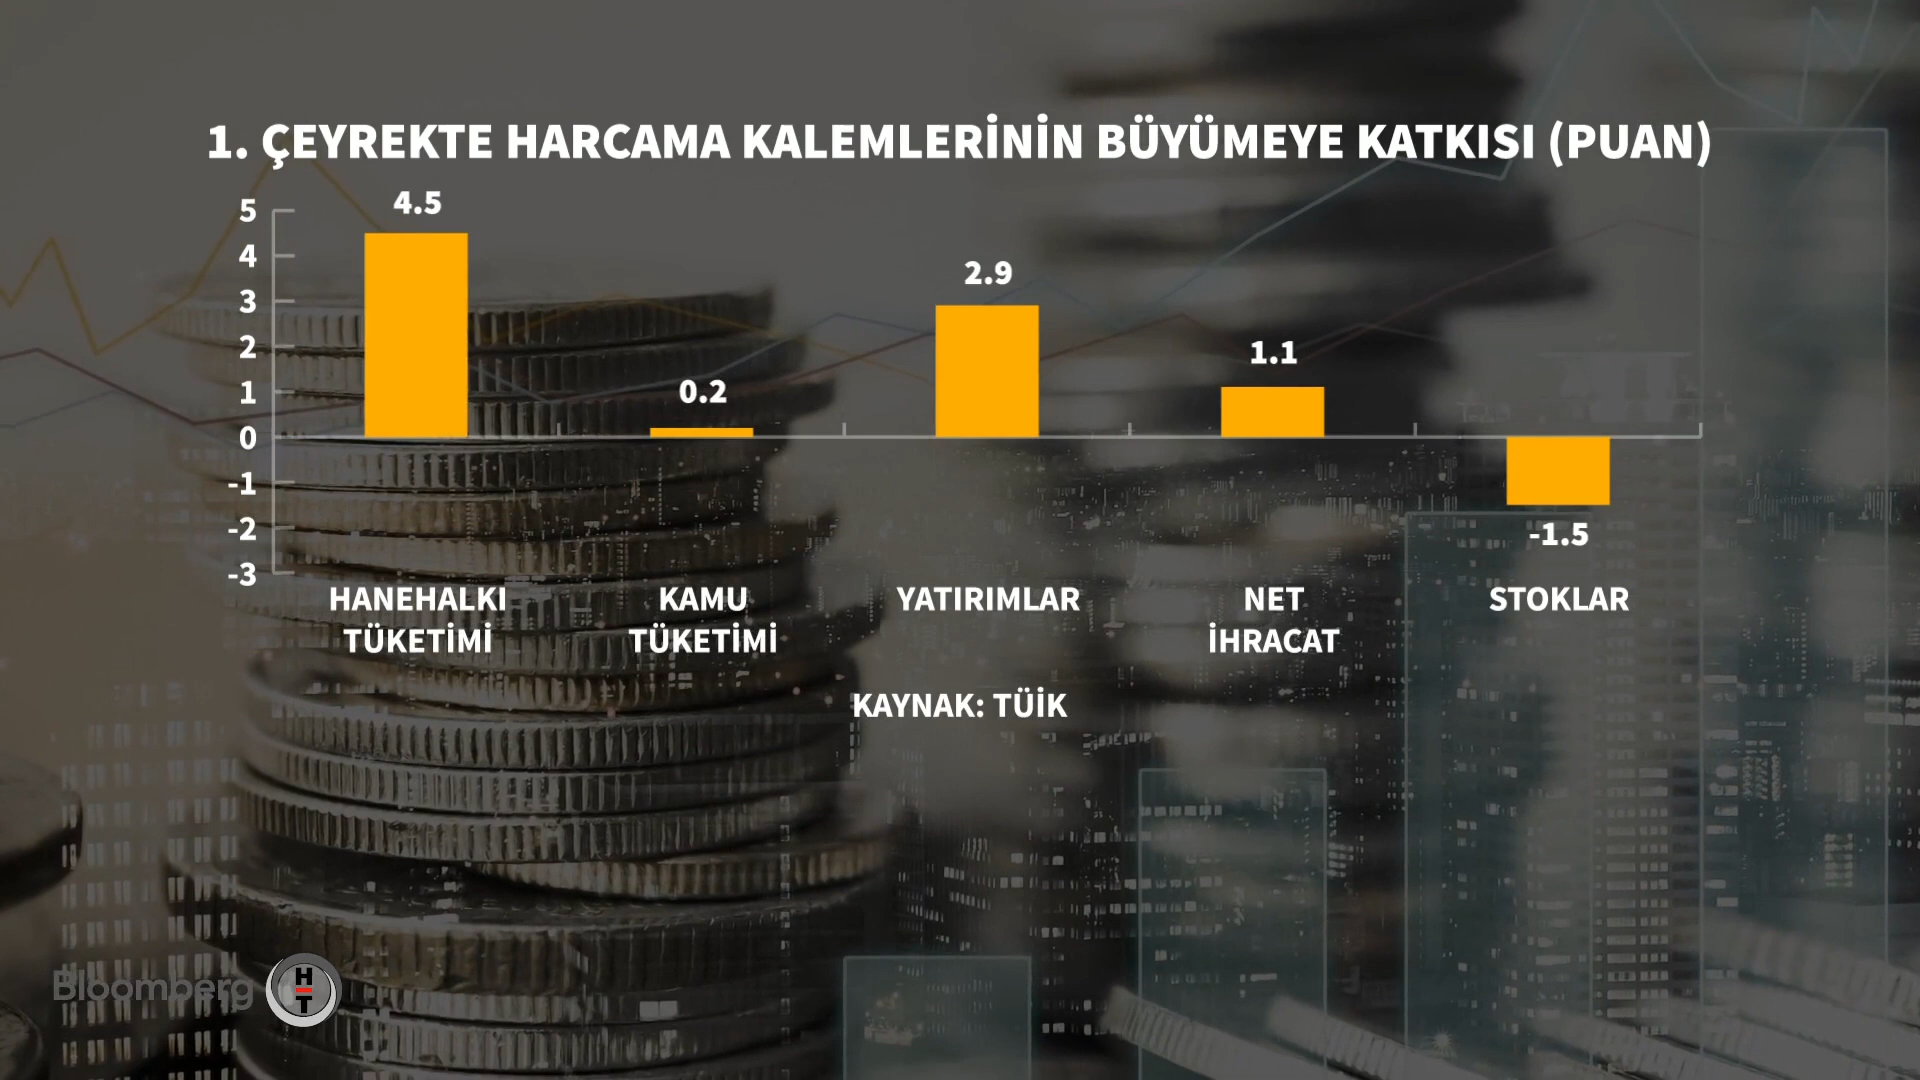 1. ÇEYREKTE HARCAMA KALEMLERİNİN BÜYÜMEYE KATKISI (PUAN)
5
4
3
2
1
0
-1
-2
-3
4.5
0.2
2.9
1.1
-1.5
HANEHALKI
TÜKETİMİ
KAMU
TÜKETİMİ
YATIRIMLAR
NET
İHRACAT
STOKLAR
KAYNAK: TÜİK
Bloomberg
HT